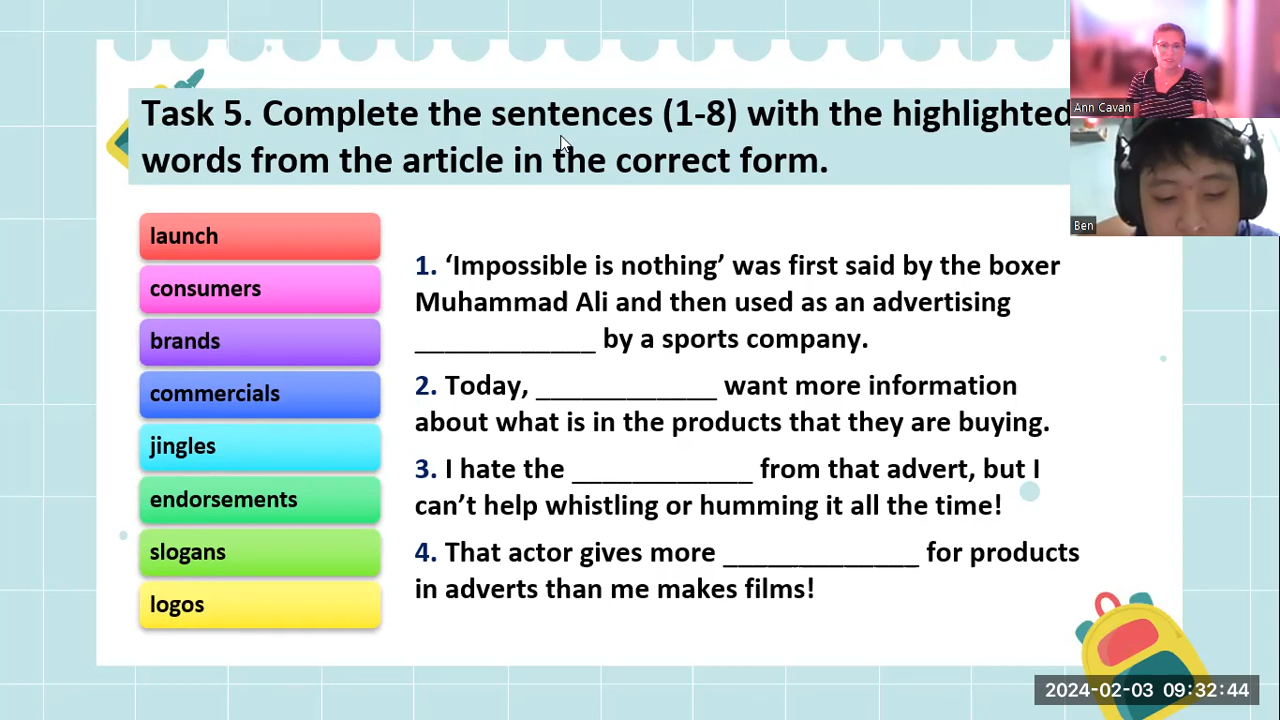 Task 5. Complete the sentences (1-8) with the highlighted
words from the article in the correct form.
launch
consumers
brands
commercials
jingles
endorsements
slogans
logos
1. ‘Impossible is nothing’ was first said by the boxer
Muhammad Ali and then used as an advertising
_____________ by a sports company.
2. Today, _____________ want more information
about what is in the products that they are buying.
3. I hate the _____________ from that advert, but I
can’t help whistling or humming it all the time!
4. That actor gives more ______________ for products
in adverts than me makes films!
Ann Cavan
Ben
2024-02-03 09:32:44